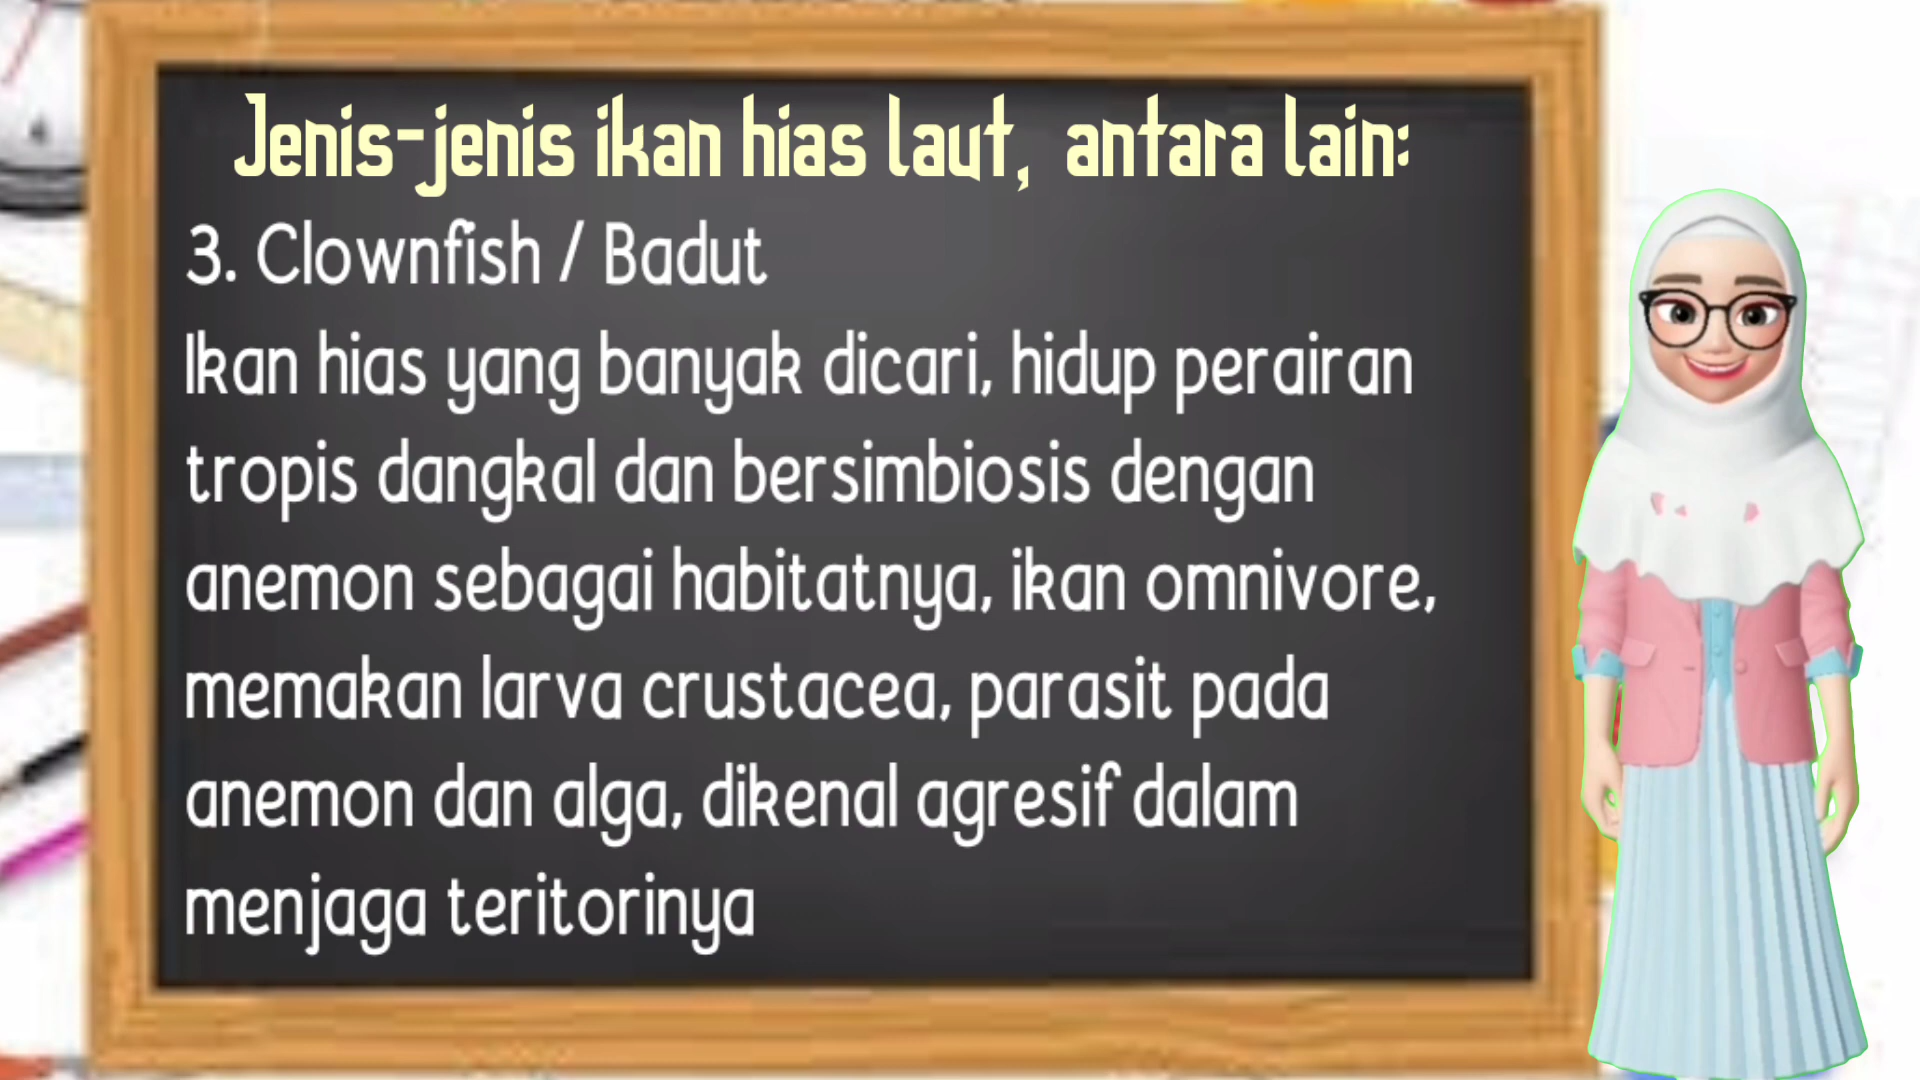 Jenis-jenis ikan hias laut, antara lain:
3. Clownfish / Badut
Ikan hias yang banyak dicari, hidup perairan
tropis dangkal dan bersimbiosis dengan
anemon sebagai habitatnya, ikan omnivore,
memakan larva crustacea, parasit pada
anemon dan alga, dikenal agresif dalam
menjaga teritorinya